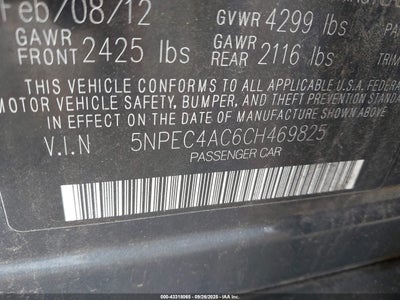 Feb/08/12 GVWR 4299 lbs
GAWR FRONT 2425 lbs GAWR REAR 2116 lbs
THIS VEHICLE CONFORMS TO ALL APPLICABLE U.S.A. FEDERAL
MOTOR VEHICLE SAFETY, BUMPER, AND THEFT PREVENTION STANDARDS
IN EFFECT ON THE DATE OF MANUFACTURE SHOWN ABOVE.
V.I.N 5NPEC4AC6CH469825
PASSENGER CAR
TRIM
000-43318065 (09/26/2025) IAA Inc.